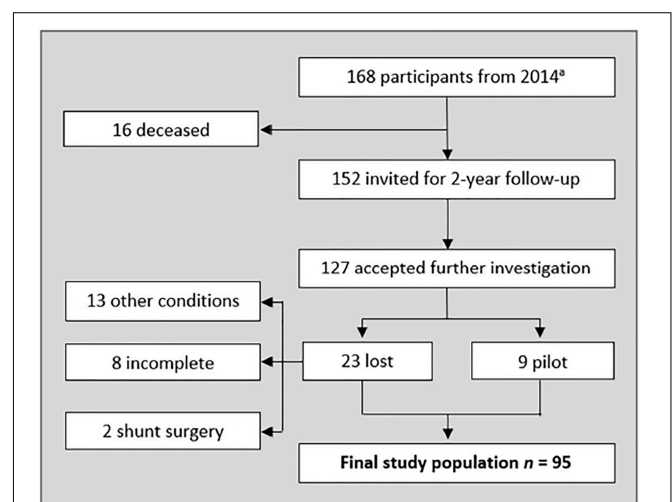 168 participants from 2014ª
16 deceased
152 invited for 2-year follow-up
127 accepted further investigation
13 other conditions
8 incomplete
23 lost
9 pilot
2 shunt surgery
Final study population n = 95